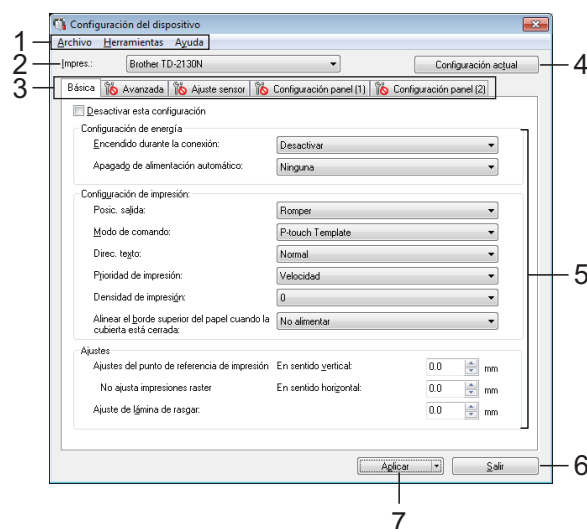 Configuración del dispositivo
1 Archivo Herramientas Ayuda
2 Impres.: Brother TD-2130N Configuración actual 4
3 Básica Avanzada Ajuste sensor Configuración panel (1) Configuración panel (2)
Desactivar esta configuración
Configuración de energía
Encendido durante la conexión: Desactivar
Apagado de alimentación automático: Ninguna
Configuración de impresión:
Posic. salida: Romper
Modo de comando: P-touch Template
Direc. texto: Normal
Prioridad de impresión: Velocidad
5
Densidad de impresión: 0
Alinear el borde superior del papel cuando la
cubierta está cerrada: No alimentar
Ajustes
Ajustes del punto de referencia de impresión En sentido vertical: 0.0 mm
No ajusta impresiones raster En sentido horizontal: 0.0 mm
Ajuste de lámina de rasgar: 0.0 mm
Aplicar Salir 6
7